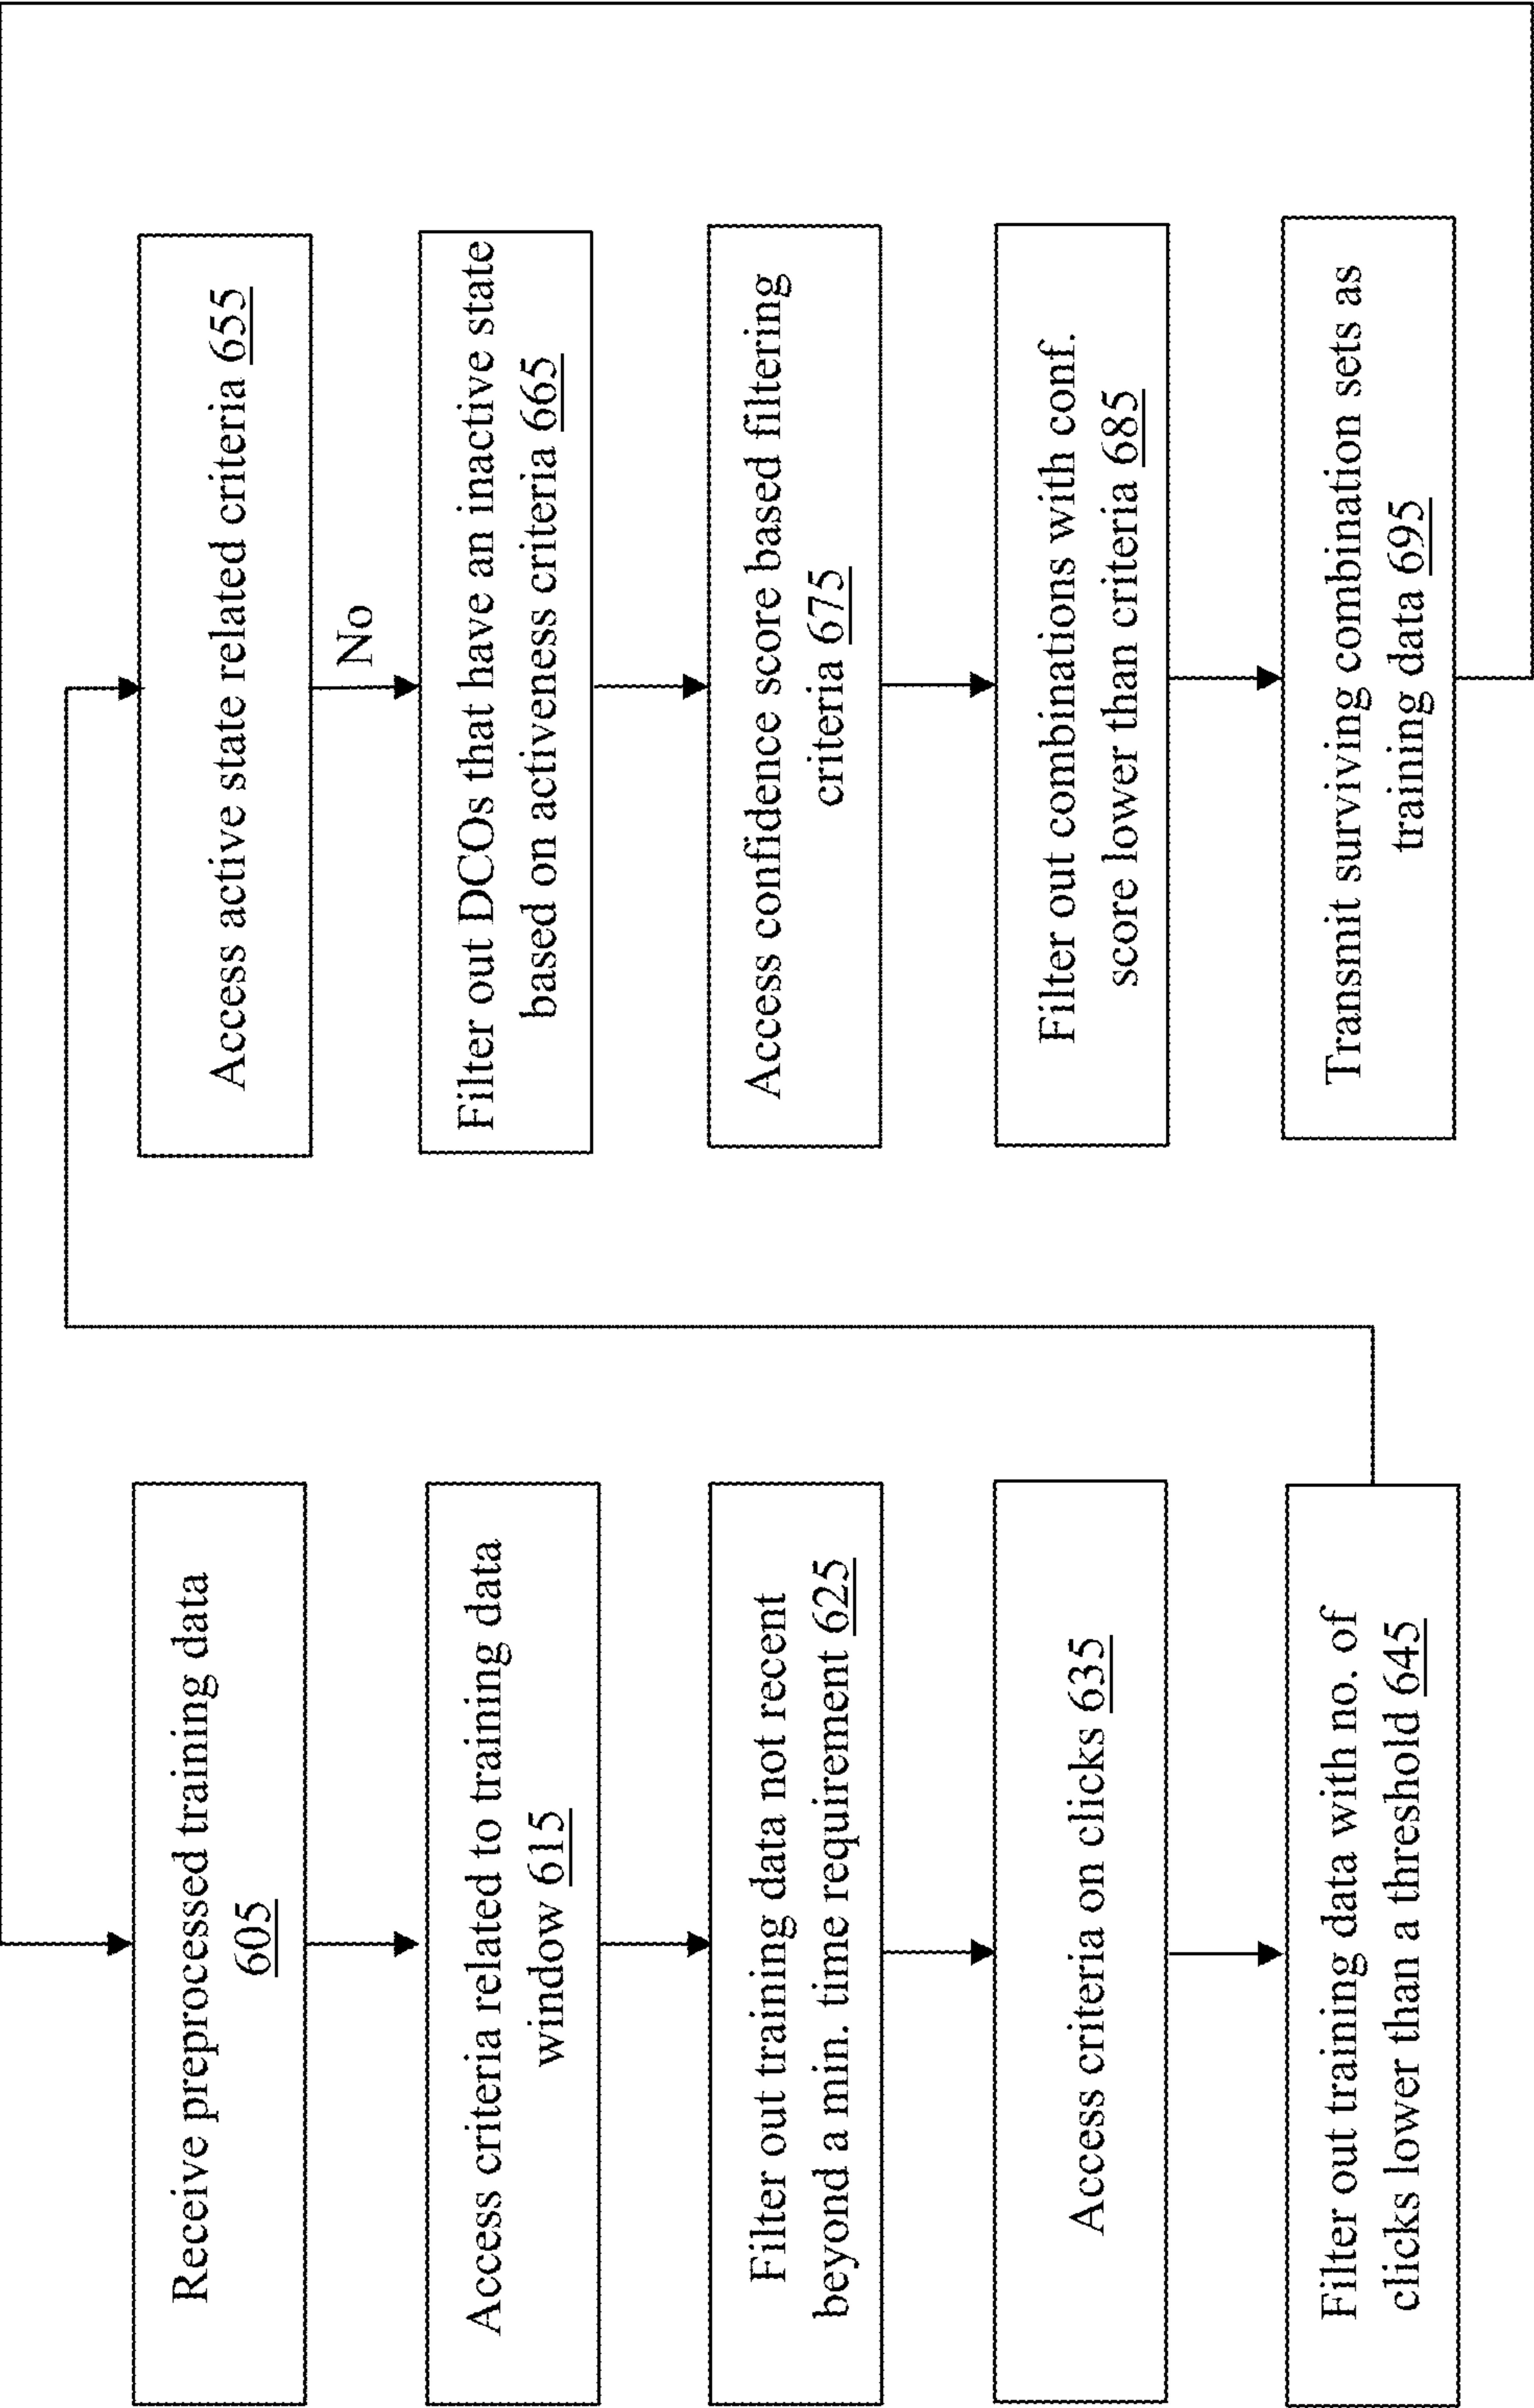 Receive preprocessed training data
605
Access criteria related to training data
window 615
Filter out training data not recent
beyond a min. time requirement 625
Access criteria on clicks 635
Filter out training data with no. of
clicks lower than a threshold 645
Access active state related criteria 655
No
Filter out DCOs that have an inactive state
based on activeness criteria 665
Access confidence score based filtering
criteria 675
Filter out combinations with conf.
score lower than criteria 685
Transmit surviving combination sets as
training data 695